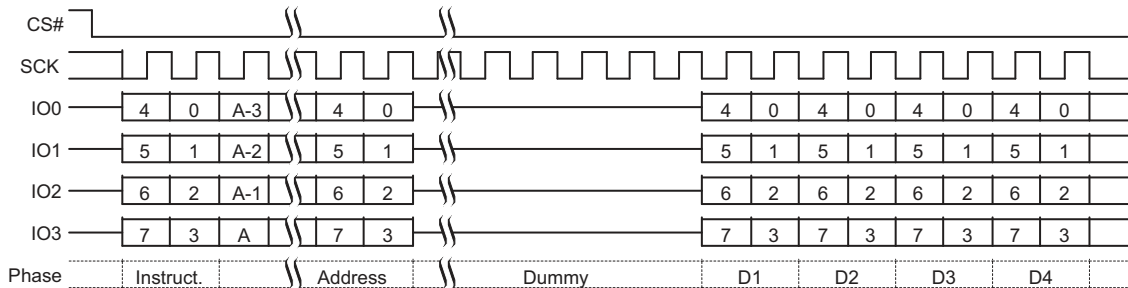 CS#
SCK
IO0 4 0 A-3 4 0 4 0 4 0 4 0 4 0
IO1 5 1 A-2 5 1 5 1 5 1 5 1 5 1
IO2 6 2 A-1 6 2 6 2 6 2 6 2 6 2
IO3 7 3 A 7 3 7 3 7 3 7 3 7 3
Phase Instruct. Address Dummy D1 D2 D3 D4